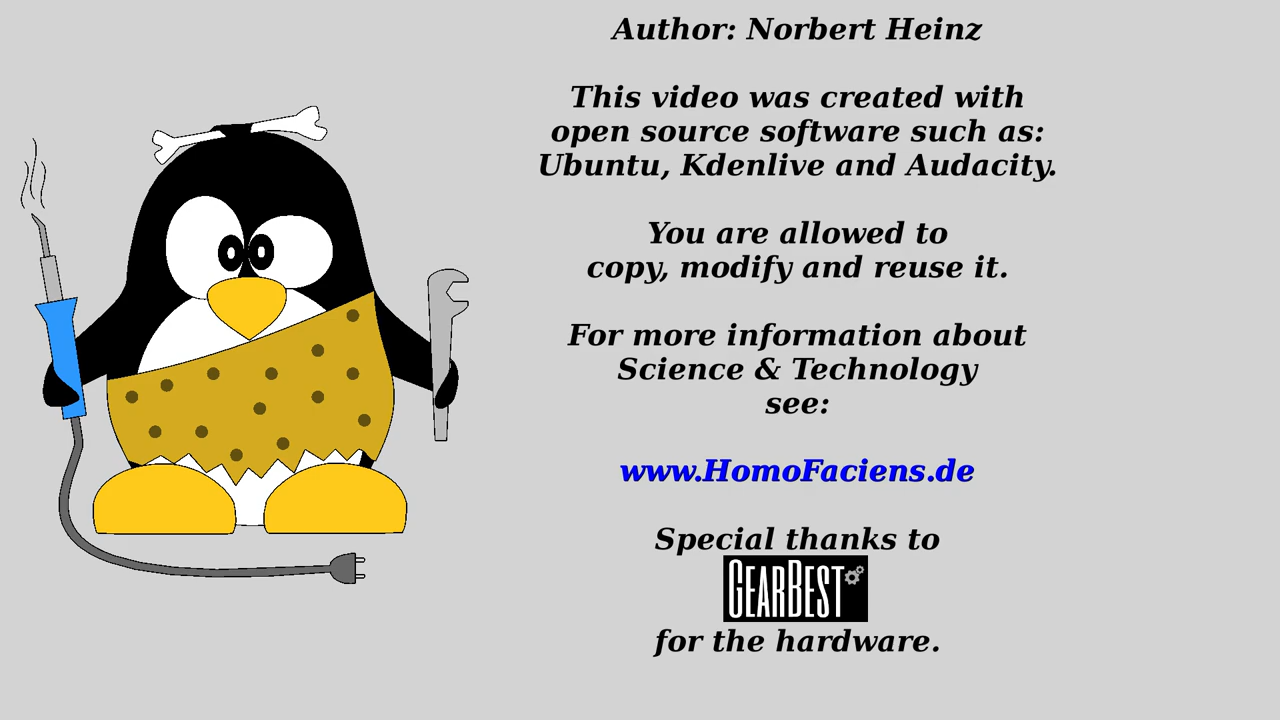 Author: Norbert Heinz
This video was created with
open source software such as:
Ubuntu, Kdenlive and Audacity.
You are allowed to
copy, modify and reuse it.
For more information about
Science & Technology
see:
www.HomoFaciens.de
Special thanks to
GEARBEST
for the hardware.